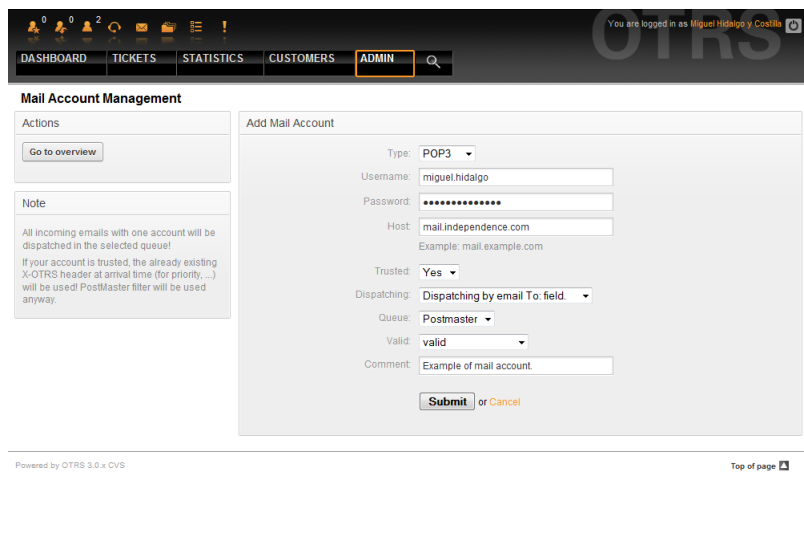 0 0 2
OTRS
You are logged in as Miguel Hidalgo y Costilla
DASHBOARD TICKETS STATISTICS CUSTOMERS ADMIN
Mail Account Management
Actions
Go to overview
Note
All incoming emails with one account will be
dispatched in the selected queue!
If your account is trusted, the already existing
X-OTRS header at arrival time (for priority, ...)
will be used! PostMaster filter will be used
anyway.
Add Mail Account
Type: POP3
Username: miguel.hidalgo
Password: ●●●●●●●●●●●●●●
Host: mail.independence.com
Example: mail.example.com
Trusted: Yes
Dispatching: Dispatching by email To: field.
Queue: Postmaster
Valid: valid
Comment: Example of mail account.
Submit or Cancel
Powered by OTRS 3.0.x CVS
Top of page